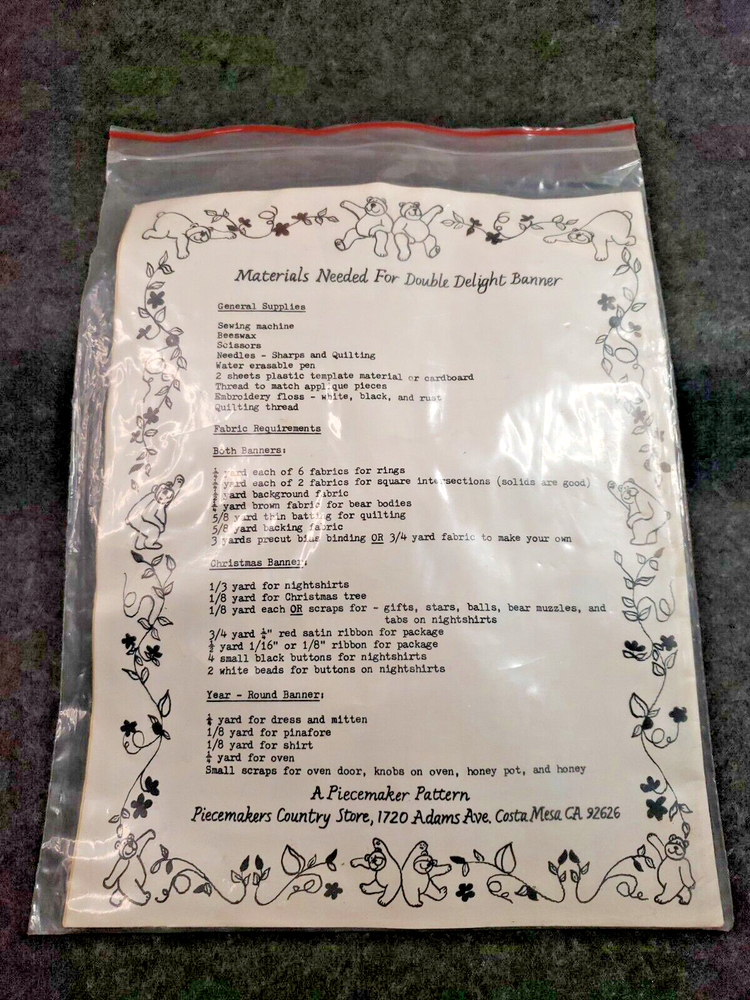 Materials Needed For Double Delight Banner
General Supplies
Sewing machine
Beeswax
Scissors
Needles - Sharps and Quilting
Water erasable pen
2 sheets plastic template material or cardboard
Thread to match applique pieces
Embroidery floss - white, black, and rust
Quilting thread
Fabric Requirements
Both Banners:
yard each of 6 fabrics for rings
yard each of 2 fabrics for square intersections (solids are good)
yard background fabric
yard brown fabric for bear bodies
5/8 yard thin batting for quilting
5/8 yard backing fabric
3 yards precut bias binding OR 3/4 yard fabric to make your own
Christmas Banner:
1/3 yard for nightshirts
1/8 yard for Christmas tree
1/8 yard each OR scraps for - gifts, stars, balls, bear muzzles, and
tabs on nightshirts
3/4 yard ¼" red satin ribbon for package
½ yard 1/16" or 1/8" ribbon for package
4 small black buttons for nightshirts
2 white beads for buttons on nightshirts
Year - Round Banner:
¼ yard for dress and mitten
1/8 yard for pinafore
1/8 yard for shirt
¼ yard for oven
Small scraps for oven door, knobs on oven, honey pot, and honey
A Piecemaker Pattern
Piecemakers Country Store, 1720 Adams Ave. Costa Mesa CA 92626